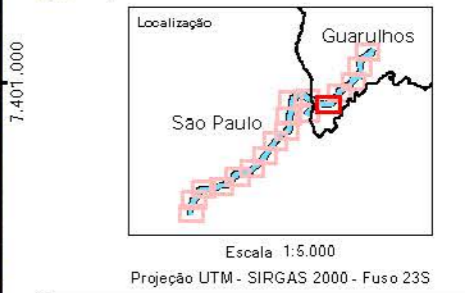 Localização
Guarulhos
7.401.000
São Paulo
Escala 1:5.000
Projeção UTM - SIRGAS 2000 - Fuso 23S